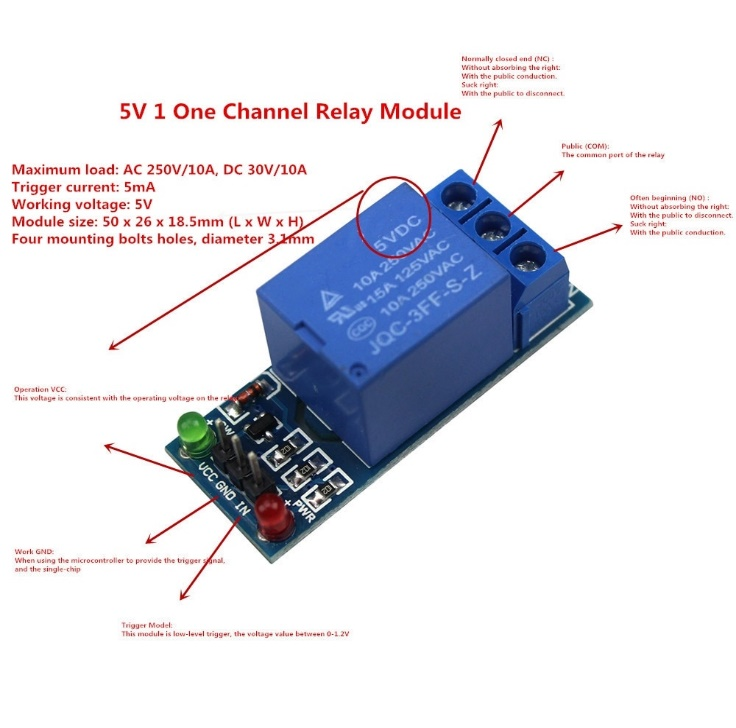 Normally closed end (NC) :
Without absorbing the right:
With the public conduction.
Suck right:
With the public to disconnect.
5V 1 One Channel Relay Module
Public (COM):
The common part of the relay
Maximum load: AC 250V/10A, DC 30V/10A
Trigger current: 5mA
Working voltage: 5V
Module size: 50 x 26 x 18.5mm (L x W x H)
Four mounting bolts holes, diameter 3.1mm
Often beginning (NO) :
Without absorbing the right:
With the public to disconnect.
Suck right:
With the public conduction.
5VDC
10A 250VAC
15A 125VAC
10A 250VAC
JQC-3FF-S-Z
CQC
Operation VCC:
This voltage is consistent with the operating voltage on the relay
VCC GND IN
PWR
Work GND:
When using the microcontroller to provide the trigger signal,
and the single-chip
Trigger Model:
This module is low-level trigger, the voltage value between 0-1.2V